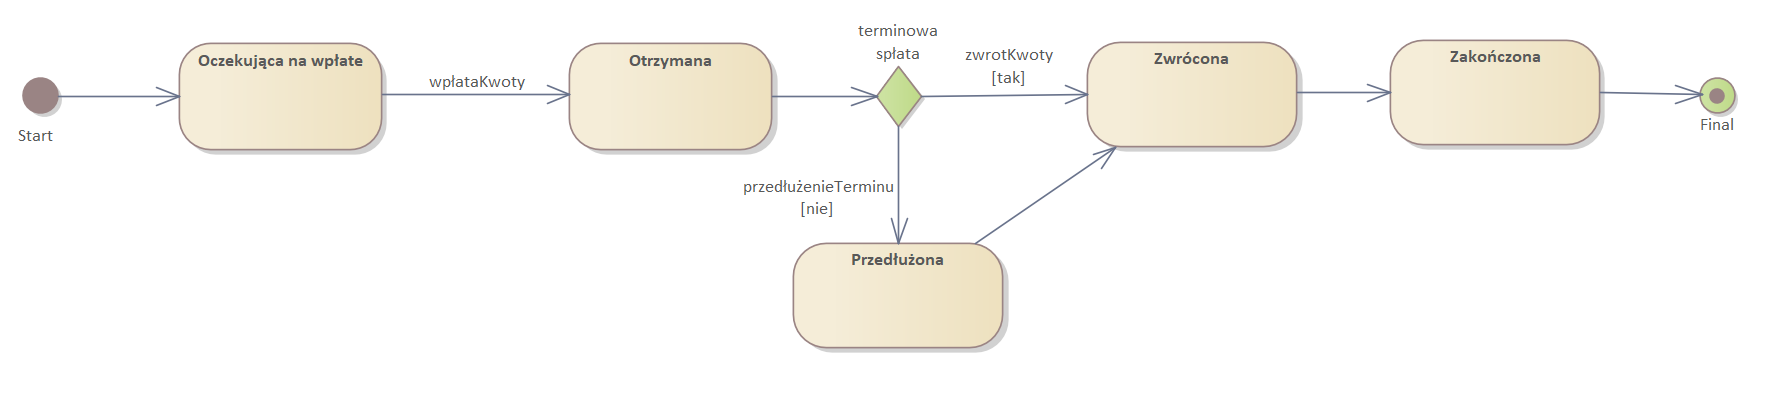 Start
Oczekująca na wpłate
wpłataKwoty
Otrzymana
terminowa
spłata
zwrotKwoty
[tak]
Zwrócona
Zakończona
Final
przedłużenieTerminu
[nie]
Przedłużona